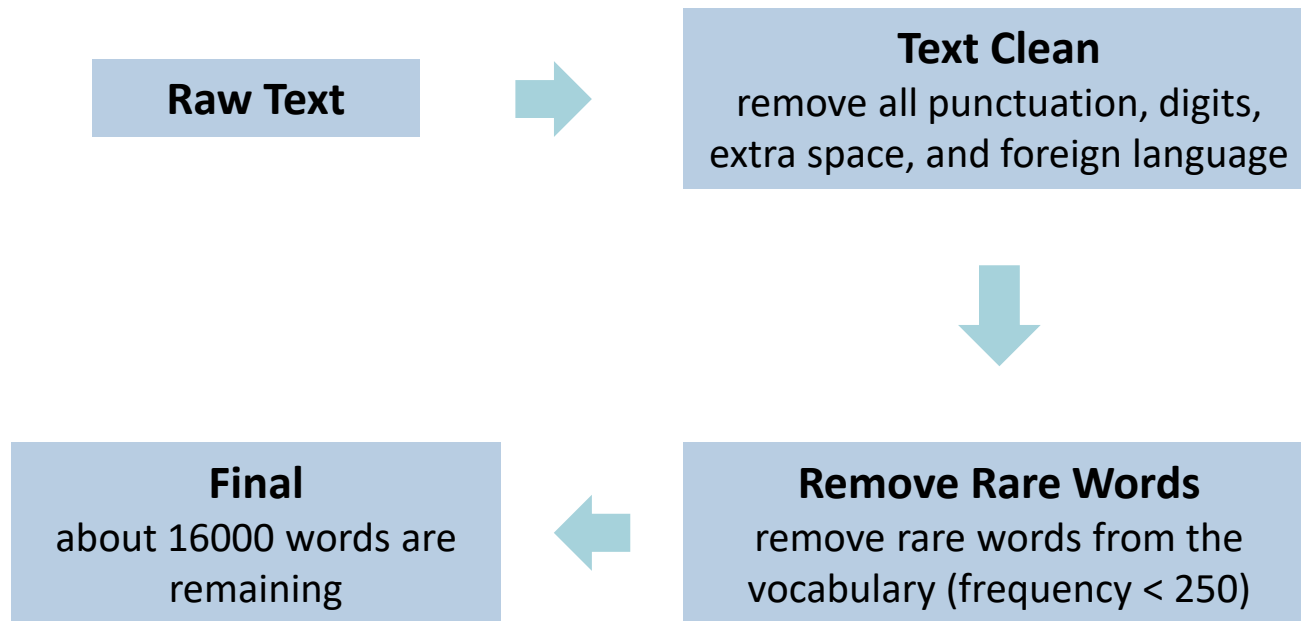 Raw Text
Text Clean
remove all punctuation, digits,
extra space, and foreign language
Remove Rare Words
remove rare words from the
vocabulary (frequency < 250)
Final
about 16000 words are
remaining